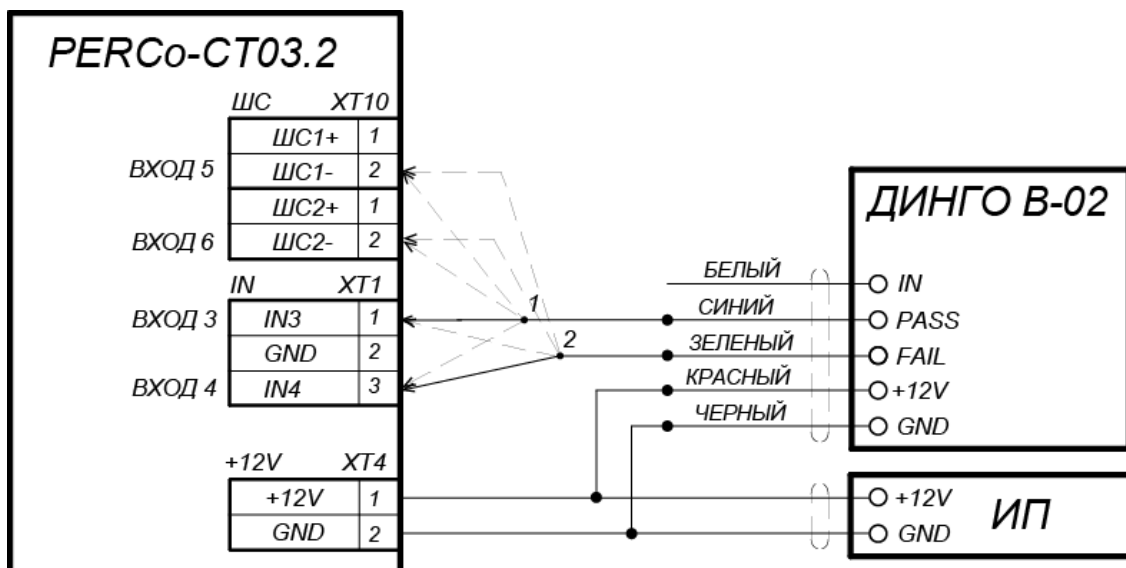 PERCo-CT03.2
ШС XT10
ШС1+ 1
ВХОД 5 ШС1- 2
ШС2+ 1
ВХОД 6 ШС2- 2
IN XT1
ВХОД 3 IN3 1
GND 2
ВХОД 4 IN4 3
+12V XT4
+12V 1
GND 2
1
2
БЕЛЫЙ
СИНИЙ
ЗЕЛЕНЫЙ
КРАСНЫЙ
ЧЕРНЫЙ
ДИНГО В-02
IN
PASS
FAIL
+12V
GND
+12V
GND
ИП